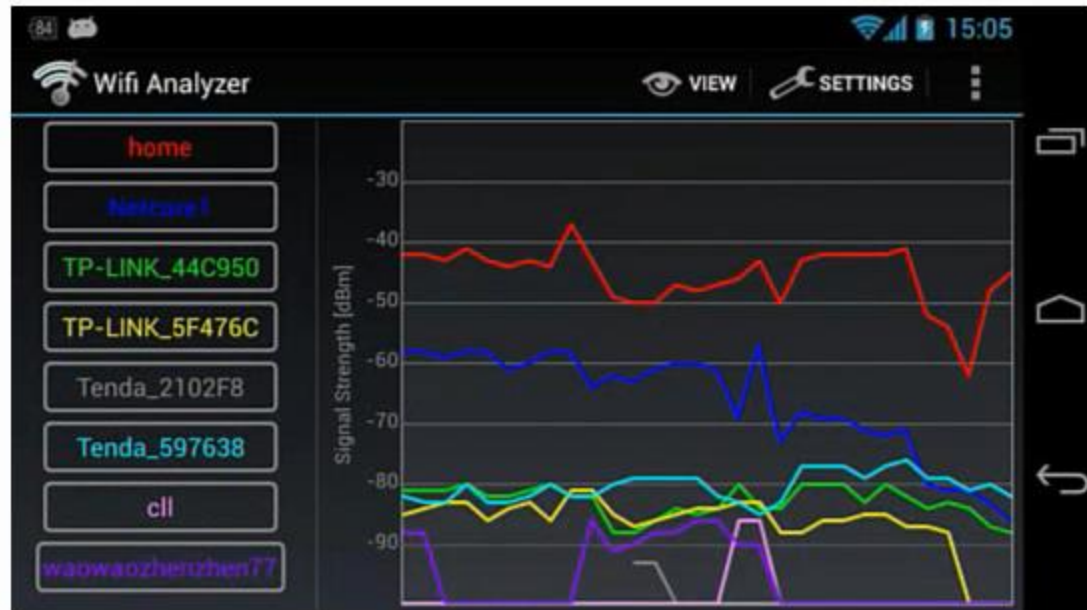 84
15:05
Wifi Analyzer
VIEW
SETTINGS
home
Netcore1
TP-LINK_44C950
TP-LINK_5F476C
Tenda_2102F8
Tenda_597638
cll
waowaozhenzhen77
Signal Strength [dBm]
-30
-40
-50
-60
-70
-80
-90